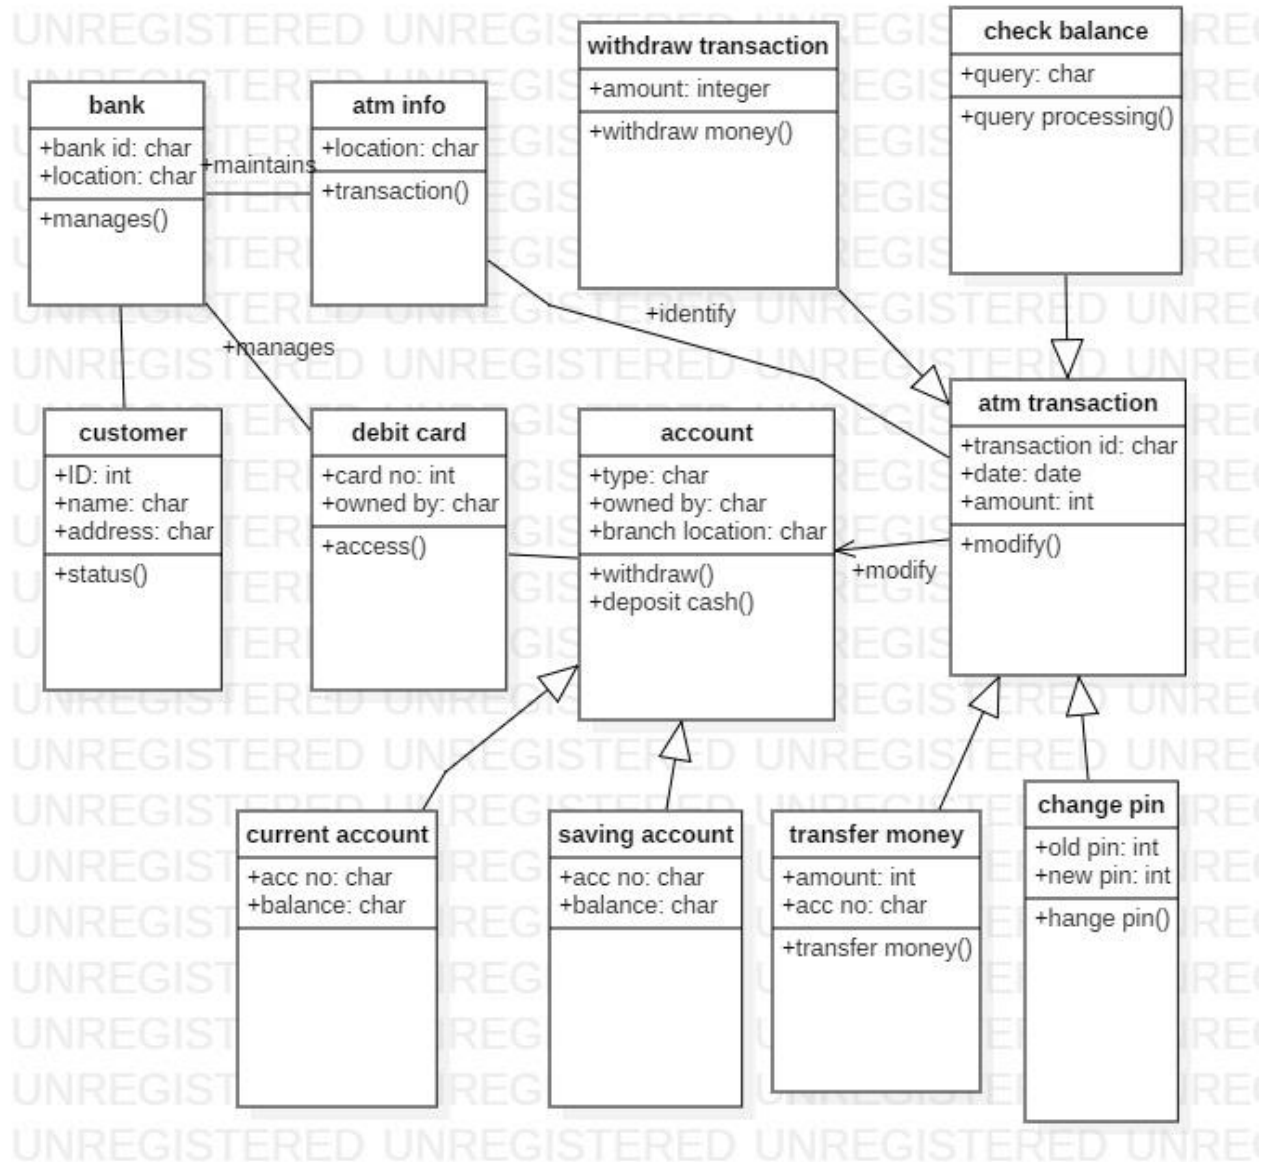 withdraw transaction
+amount: integer
+withdraw money()
check balance
+query: char
+query processing()
bank
+bank id: char
+location: char
+manages()
+maintains
atm info
+location: char
+transaction()
+identify
+manages
customer
+ID: int
+name: char
+address: char
+status()
debit card
+card no: int
+owned by: char
+access()
account
+type: char
+owned by: char
+branch location: char
+withdraw()
+deposit cash()
+modify
atm transaction
+transaction id: char
+date: date
+amount: int
+modify()
current account
+acc no: char
+balance: char
saving account
+acc no: char
+balance: char
transfer money
+amount: int
+acc no: char
+transfer money()
change pin
+old pin: int
+new pin: int
+hange pin()
UNREGISTERED UNREGISTERED UNREGISTERED UNRE